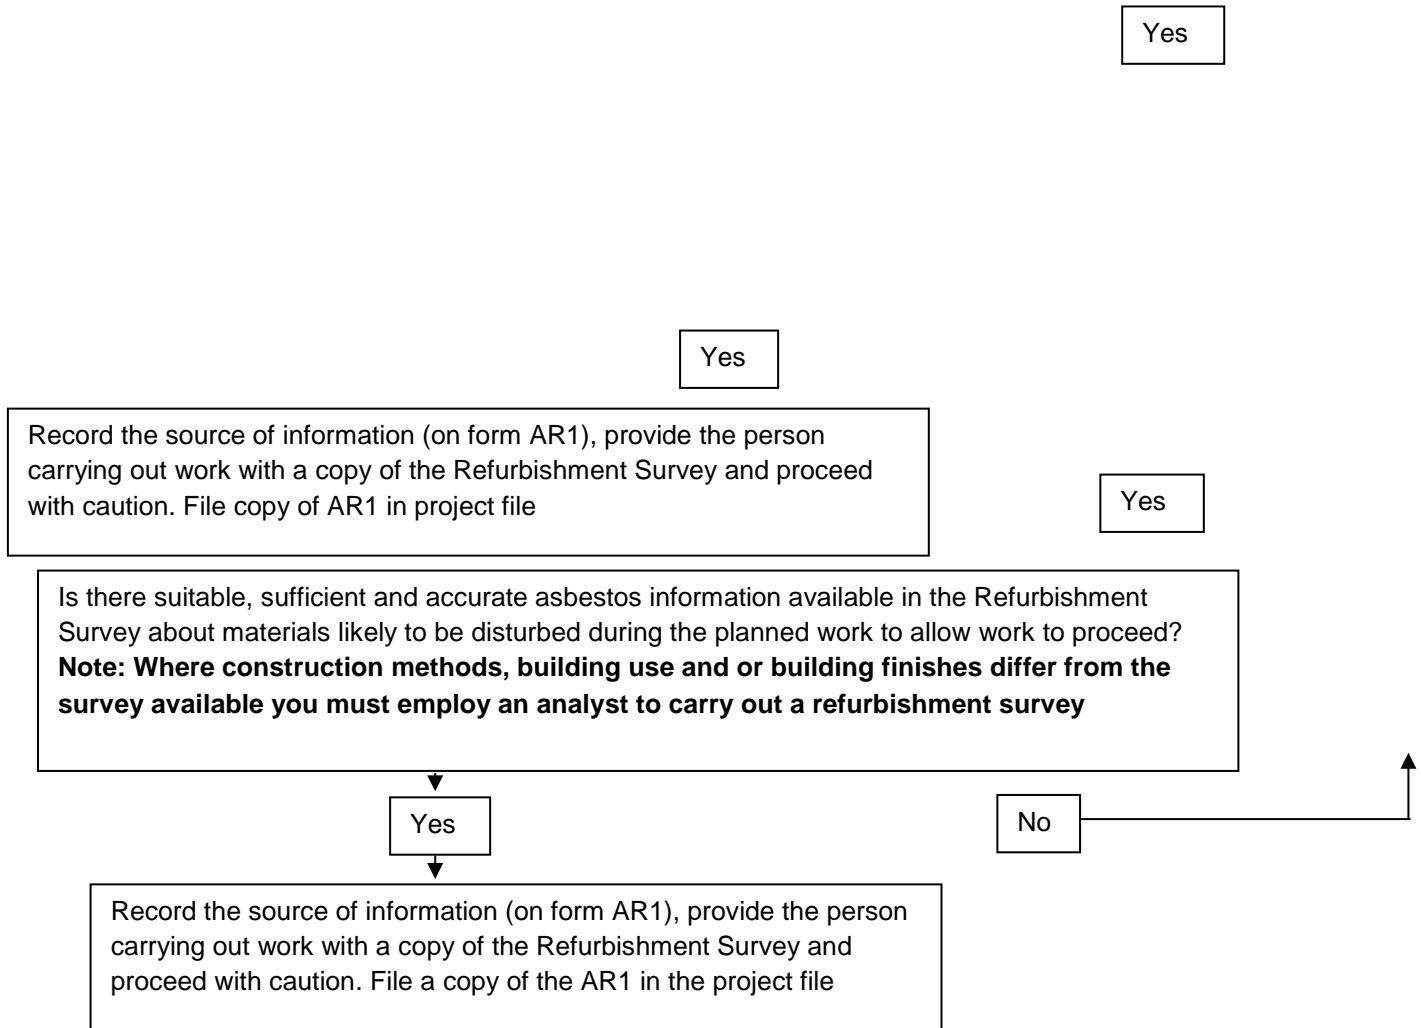 Yes
Yes
Record the source of information (on form AR1), provide the person
carrying out work with a copy of the Refurbishment Survey and proceed
with caution. File copy of AR1 in project file
Yes
Is there suitable, sufficient and accurate asbestos information available in the Refurbishment
Survey about materials likely to be disturbed during the planned work to allow work to proceed?
Note: Where construction methods, building use and or building finishes differ from the
survey available you must employ an analyst to carry out a refurbishment survey
Yes
No
Record the source of information (on form AR1), provide the person
carrying out work with a copy of the Refurbishment Survey and
proceed with caution. File a copy of the AR1 in the project file